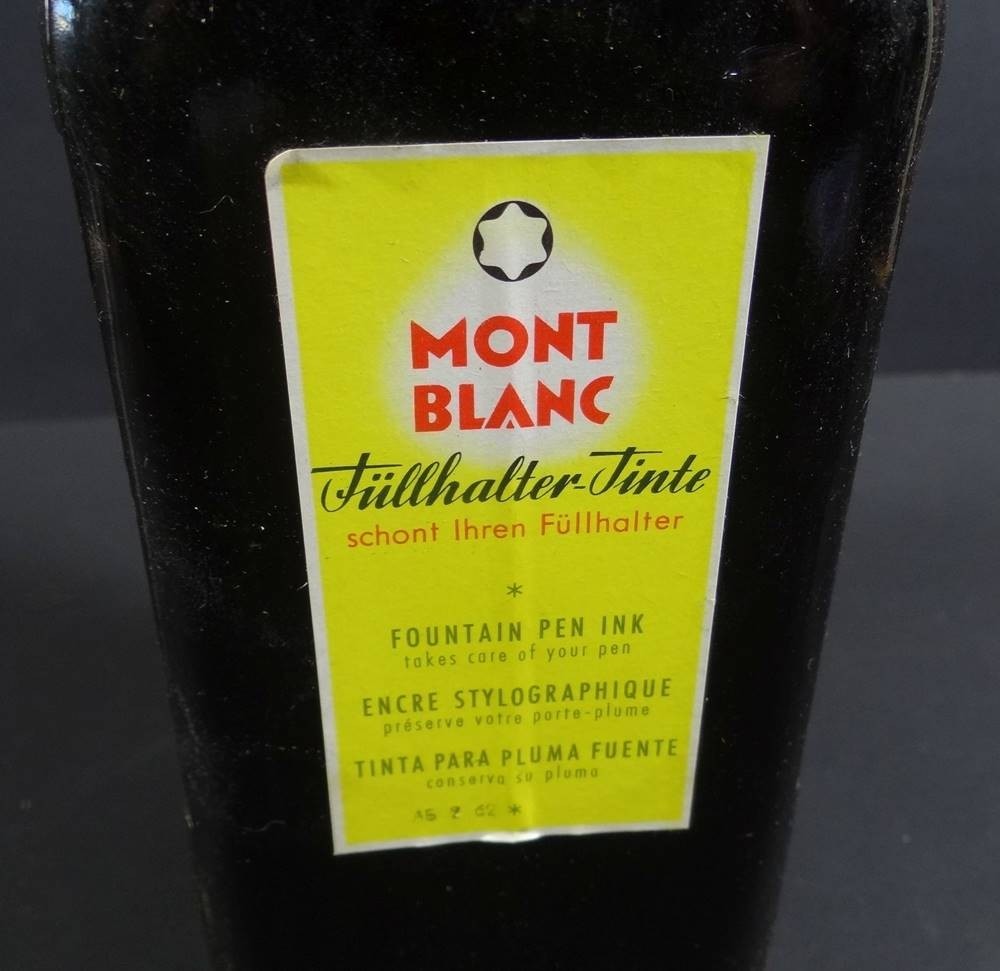 MONT
BLANC
Füllhalter-Tinte
schont Ihren Füllhalter
*
FOUNTAIN PEN INK
takes care of your pen
ENCRE STYLOGRAPHIQUE
préserve votre porte-plume
TINTA PARA PLUMA FUENTE
conserva su pluma
62 *